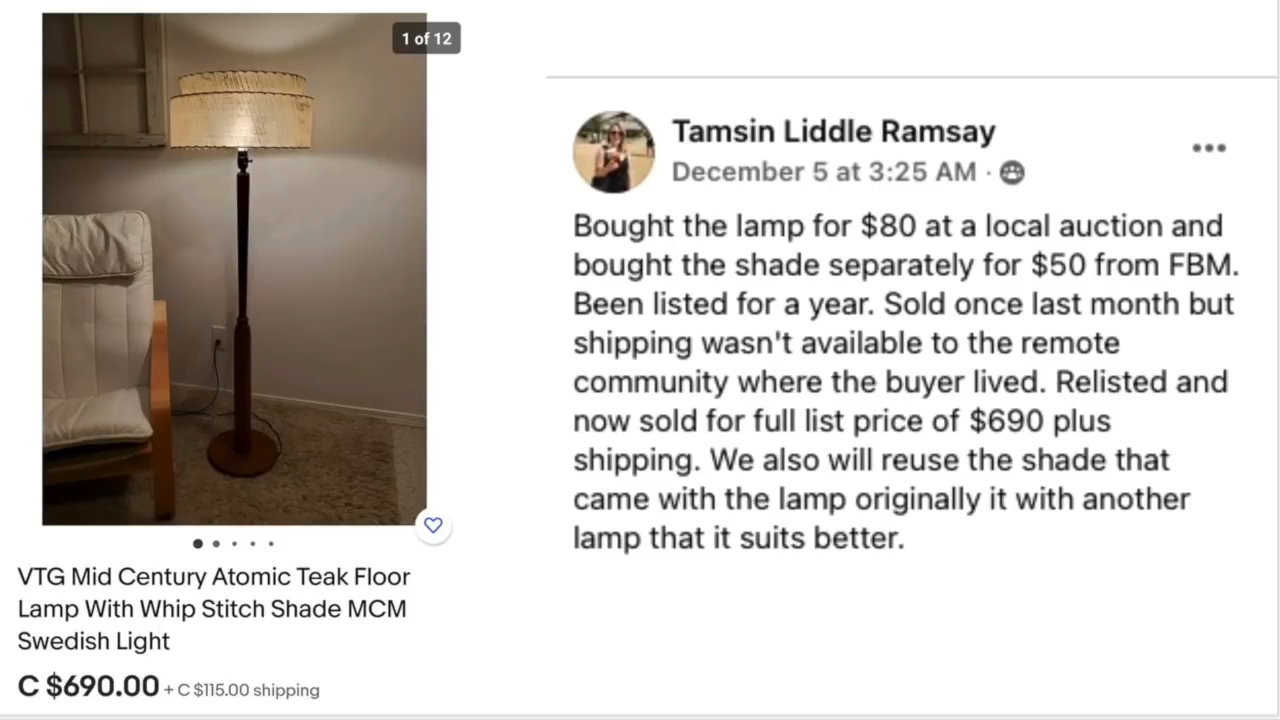 1 of 12
VTG Mid Century Atomic Teak Floor
Lamp With Whip Stitch Shade MCM
Swedish Light
C $690.00 + C $115.00 shipping
Tamsin Liddle Ramsay
December 5 at 3:25 AM ·
Bought the lamp for $80 at a local auction and
bought the shade separately for $50 from FBM.
Been listed for a year. Sold once last month but
shipping wasn't available to the remote
community where the buyer lived. Relisted and
now sold for full list price of $690 plus
shipping. We also will reuse the shade that
came with the lamp originally it with another
lamp that it suits better.